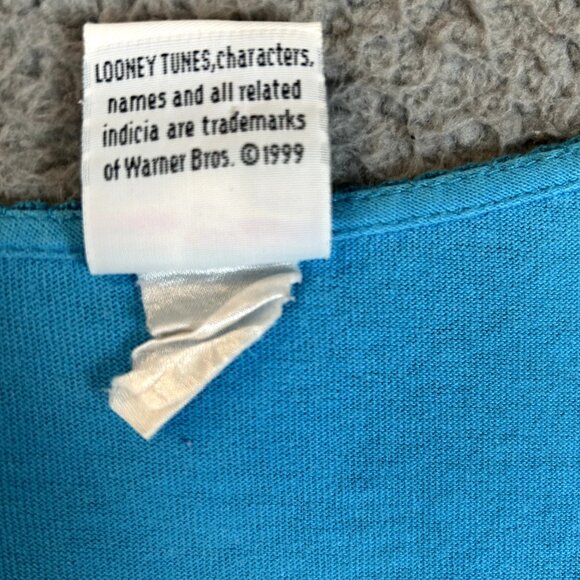 LOONEY TUNES,characters,
names and all related
indicia are trademarks
of Warner Bros. ©1999